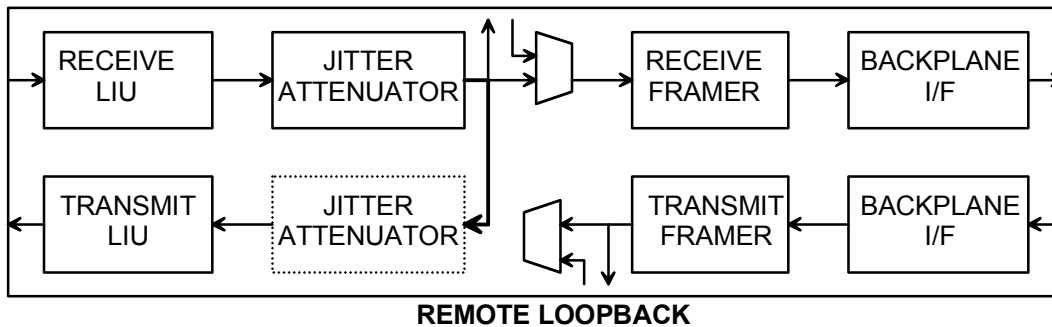 RECEIVE
LIU
JITTER
ATTENUATOR
RECEIVE
FRAMER
BACKPLANE
I/F
TRANSMIT
LIU
JITTER
ATTENUATOR
TRANSMIT
FRAMER
BACKPLANE
I/F
REMOTE LOOPBACK